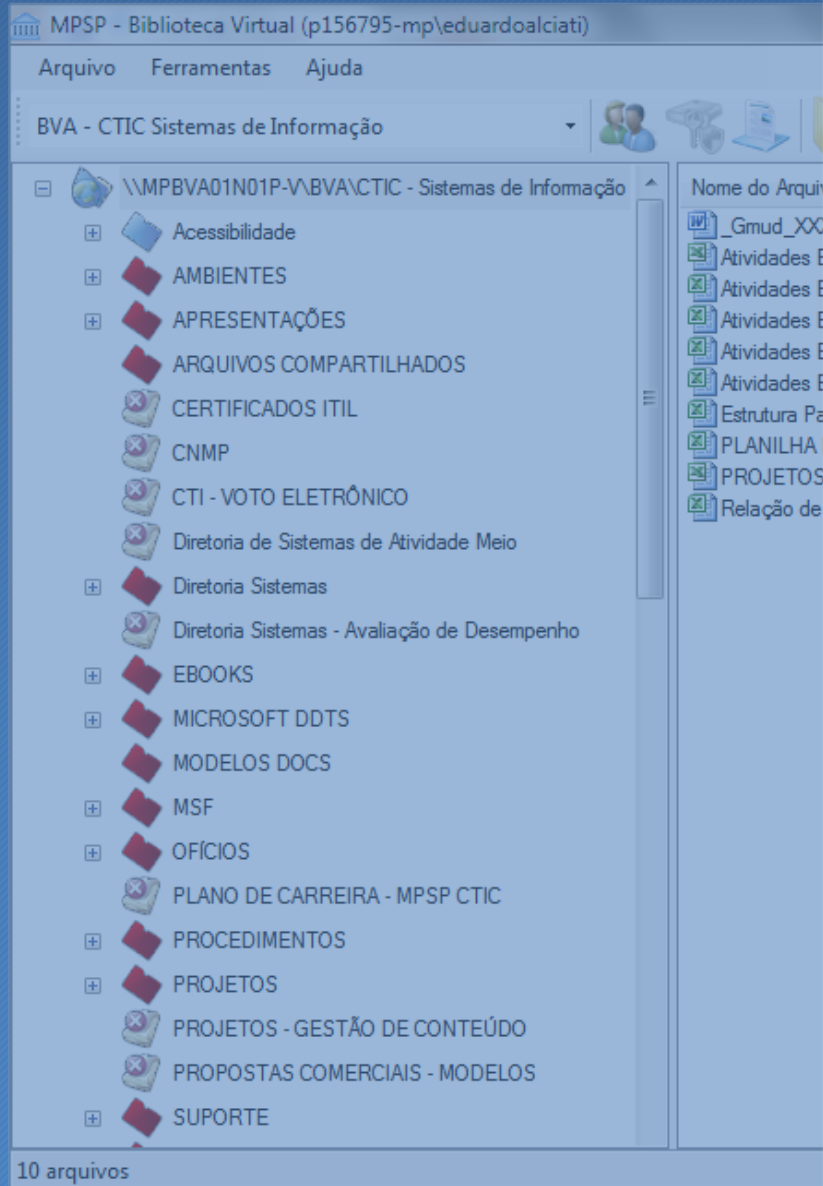 MPSP - Biblioteca Virtual (p156795-mp\eduardoalciati)
Arquivo Ferramentas Ajuda
BVA - CTIC Sistemas de Informação
\\MPBVA01N01P-V\BVA\CTIC - Sistemas de Informação
Acessibilidade
AMBIENTES
APRESENTAÇÕES
ARQUIVOS COMPARTILHADOS
CERTIFICADOS ITIL
CNMP
CTI - VOTO ELETRÔNICO
Diretoria de Sistemas de Atividade Meio
Diretoria Sistemas
Diretoria Sistemas - Avaliação de Desempenho
EBOOKS
MICROSOFT DDTS
MODELOS DOCS
MSF
OFÍCIOS
PLANO DE CARREIRA - MPSP CTIC
PROCEDIMENTOS
PROJETOS
PROJETOS - GESTÃO DE CONTEÚDO
PROPOSTAS COMERCIAIS - MODELOS
SUPORTE
Nome do
Atividades
Atividades
Atividades
Atividades
Atividades
Estrutura
PLANILHA
PROJETOS
Relação de
10 arquivos